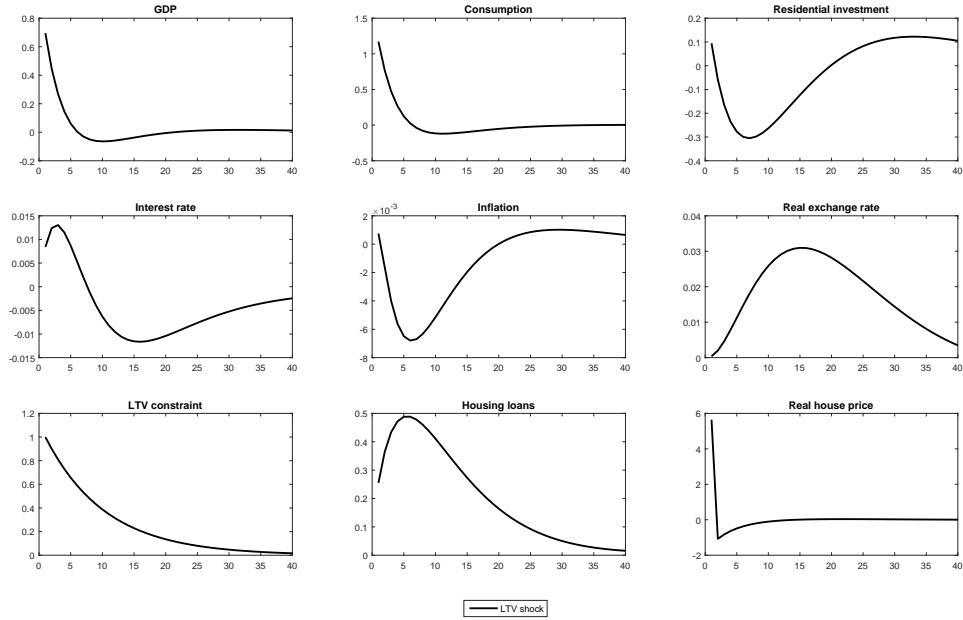 GDP
0.8
0.6
0.4
0.2
0
-0.2
0 5 10 15 20 25 30 35 40
Consumption
1.5
1
0.5
0
-0.5
0 5 10 15 20 25 30 35 40
Residential investment
0.2
0.1
0
-0.1
-0.2
-0.3
-0.4
0 5 10 15 20 25 30 35 40
Interest rate
0.015
0.01
0.005
0
-0.005
-0.01
-0.015
0 5 10 15 20 25 30 35 40
Inflation
×10⁻³
2
0
-2
-4
-6
-8
0 5 10 15 20 25 30 35 40
Real exchange rate
0.04
0.03
0.02
0.01
0
0 5 10 15 20 25 30 35 40
LTV constraint
1.2
1
0.8
0.6
0.4
0.2
0
0 5 10 15 20 25 30 35 40
Housing loans
0.5
0.4
0.3
0.2
0.1
0
0 5 10 15 20 25 30 35 40
Real house price
6
4
2
0
-2
0 5 10 15 20 25 30 35 40
LTV shock